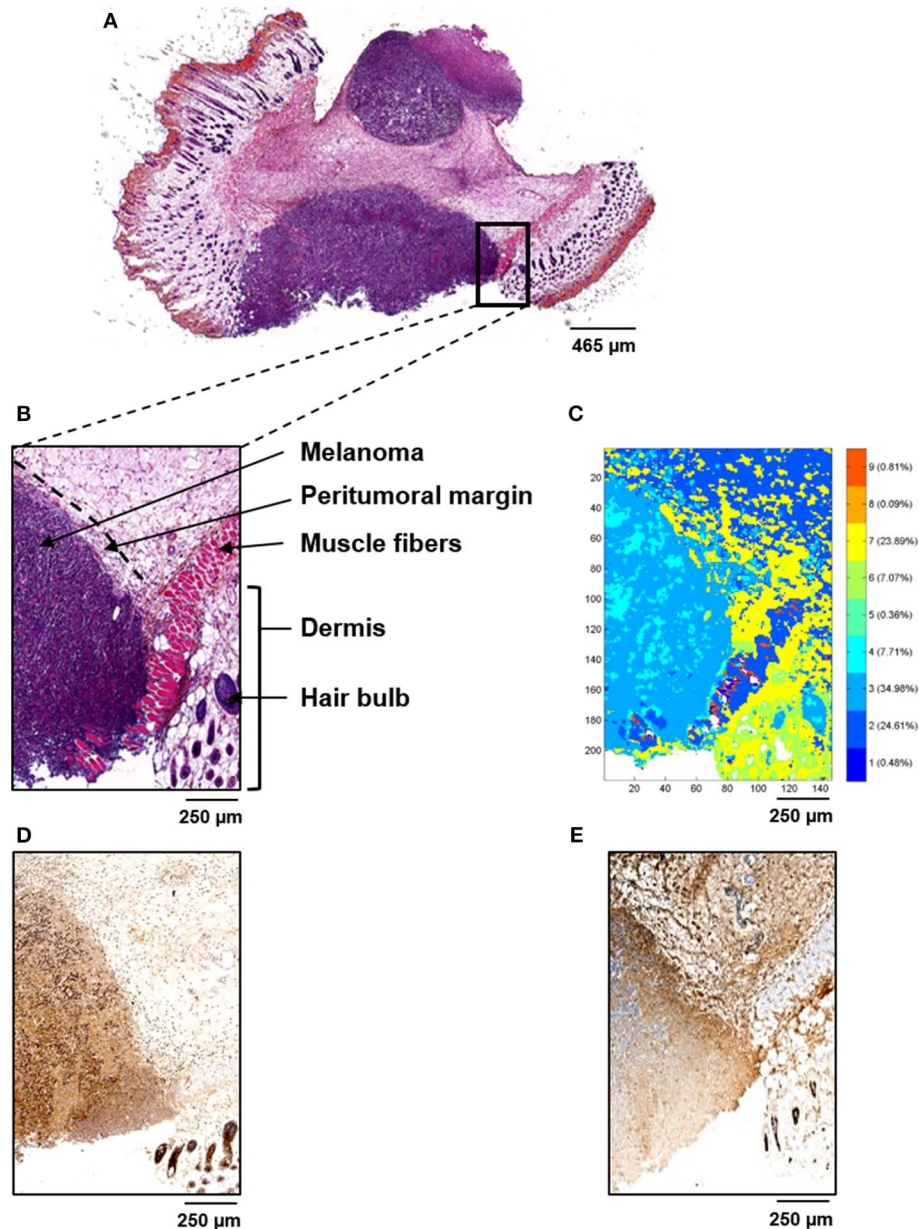 A
465 µm
B
Melanoma
Peritumoral margin
Muscle fibers
Dermis
Hair bulb
250 µm
C
20
40
60
80
100
120
140
160
180
200
20 40 60 80 100 120 140
9 (0.81%)
8 (0.09%)
7 (23.89%)
6 (7.07%)
5 (0.36%)
4 (7.71%)
3 (34.98%)
2 (24.61%)
1 (0.48%)
250 µm
D
250 µm
E
250 µm